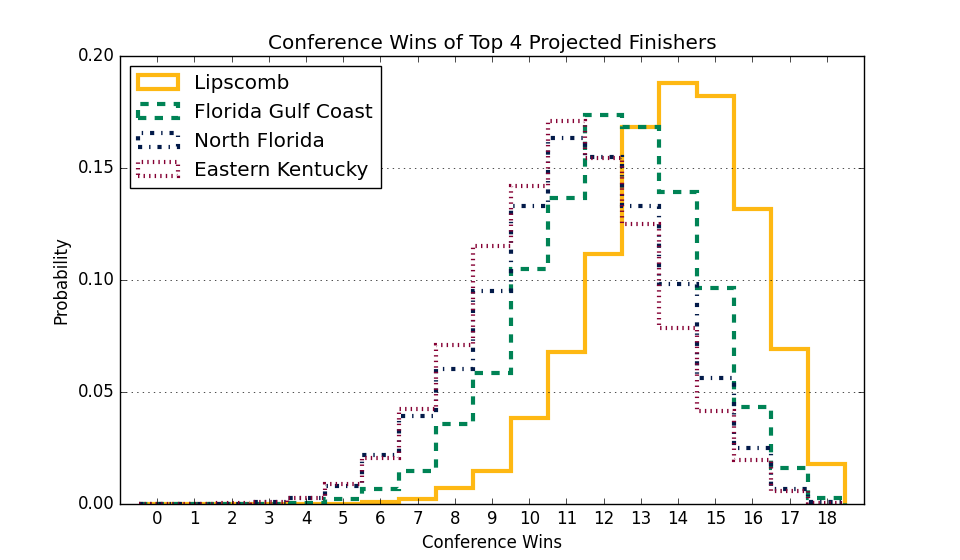 Conference Wins of Top 4 Projected Finishers
0.20
0.15
0.10
0.05
0.00
Probability
Lipscomb
Florida Gulf Coast
North Florida
Eastern Kentucky
0 1 2 3 4 5 6 7 8 9 10 11 12 13 14 15 16 17 18
Conference Wins